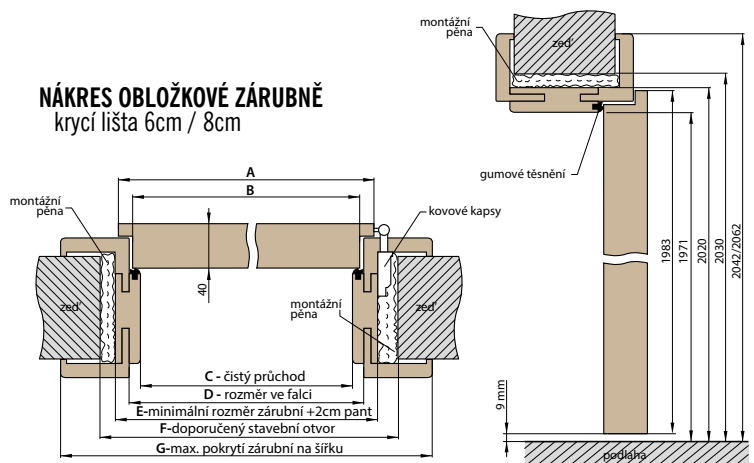 NÁKRES OBLOŽKOVÉ ZÁRUBNĚ
krycí lišta 6cm / 8cm
A
B
montážní
pěna
kovové kapsy
zeď
zeď
40
montážní
pěna
C - čistý průchod
D - rozměr ve falci
E-minimální rozměr zárubní +2cm pant
F-doporučený stavební otvor
G-max. pokrytí zárubní na šířku
montážní
pěna
zeď
gumové těsnění
1983
1971
2020
2030
2042/2062
9 mm
podlaha